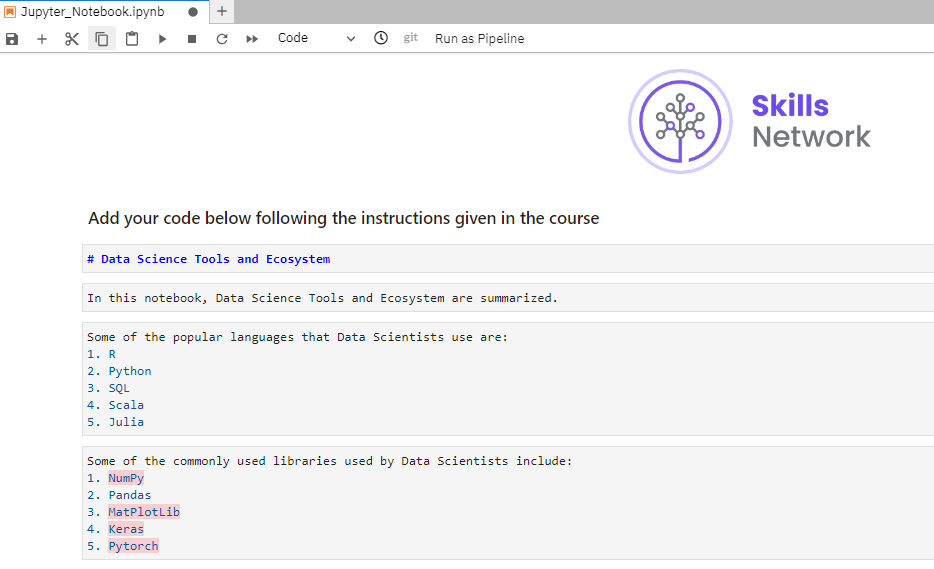 Jupyter_Notebook.ipynb
Code git Run as Pipeline
Skills
Network
Add your code below following the instructions given in the course
# Data Science Tools and Ecosystem
In this notebook, Data Science Tools and Ecosystem are summarized.
Some of the popular languages that Data Scientists use are:
1. R
2. Python
3. SQL
4. Scala
5. Julia
Some of the commonly used libraries used by Data Scientists include:
1. NumPy
2. Pandas
3. MatPlotLib
4. Keras
5. Pytorch